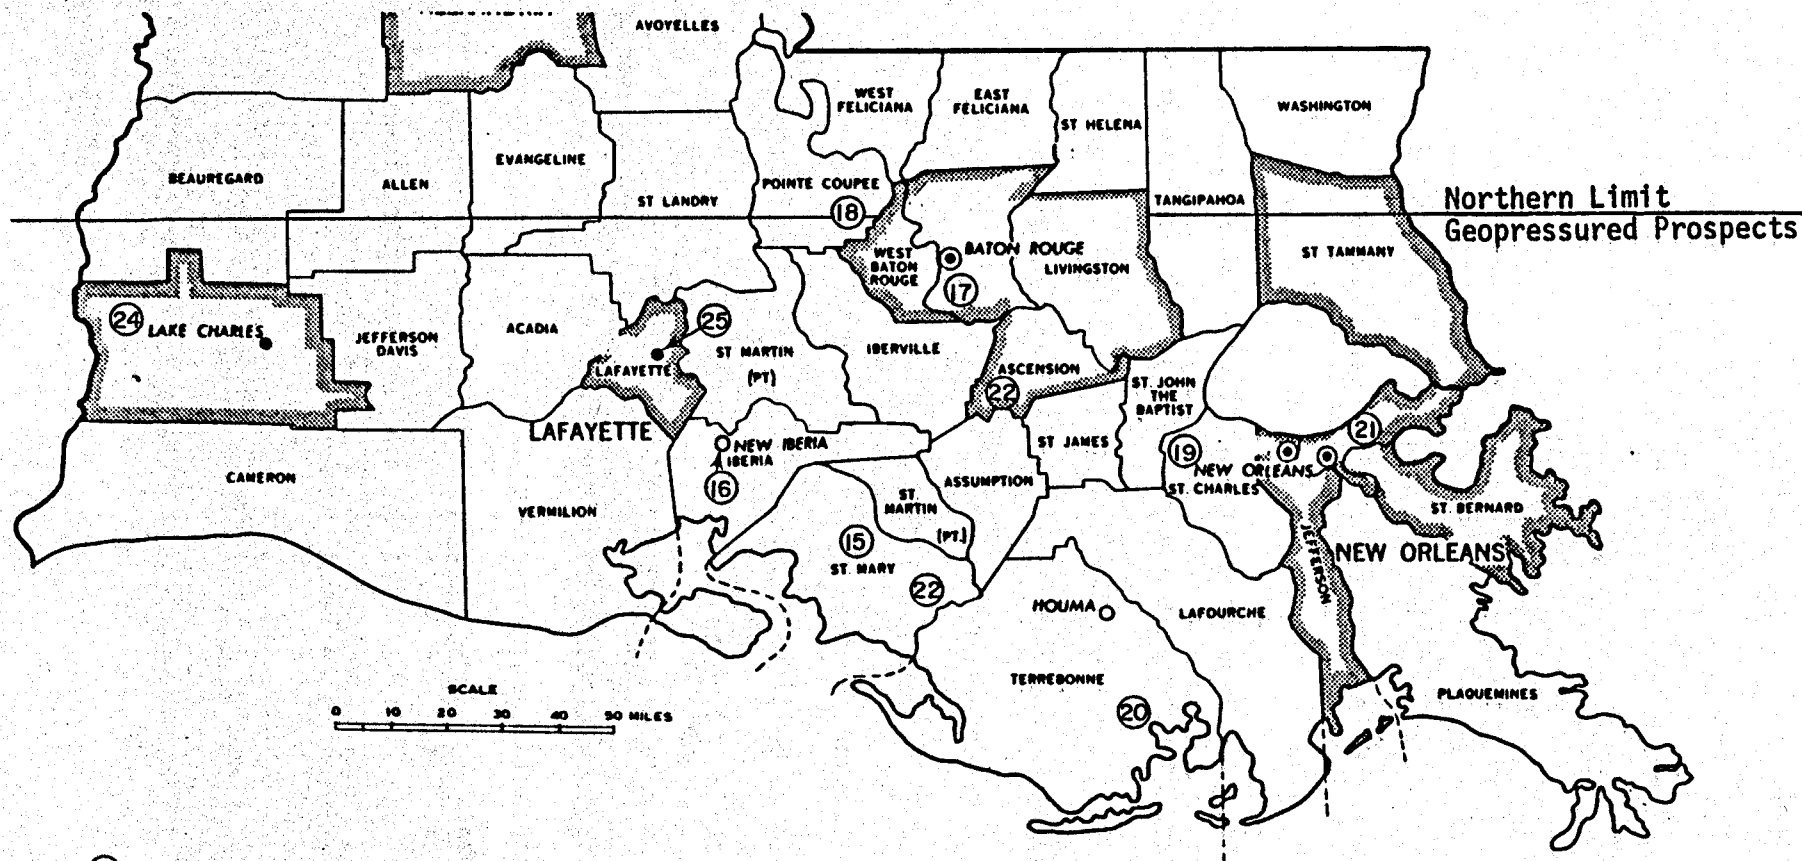 AVOYELLES
WEST
FELICIANA
EAST
FELICIANA
ST HELENA
WASHINGTON
BEAUREGARD
ALLEN
EVANGELINE
ST LANDRY
POINTE COUPEE
18
TANGIPAHOA
Northern Limit
Geopressured Prospects
WEST
BATON
ROUGE
BATON ROUGE
17
LIVINGSTON
ST TAMMANY
24
LAKE CHARLES
JEFFERSON
DAVIS
ACADIA
25
LAFAYETTE
ST MARTIN
(PT)
IBERVILLE
ASCENSION
22
ST. JOHN
THE
BAPTIST
LAFAYETTE
NEW IBERIA
IBERIA
16
ST JAMES
19
21
NEW ORLEANS
ST. CHARLES
CAMERON
VERMILION
ST.
MARTIN
(PT.)
ASSUMPTION
ST. BERNARD
NEW ORLEANS
JEFFERSON
15
ST. MARY
22
HOUMA
LAFOURCHE
TERREBONNE
20
PLAQUEMINES
SCALE
0 10 20 30 40 50 MILES